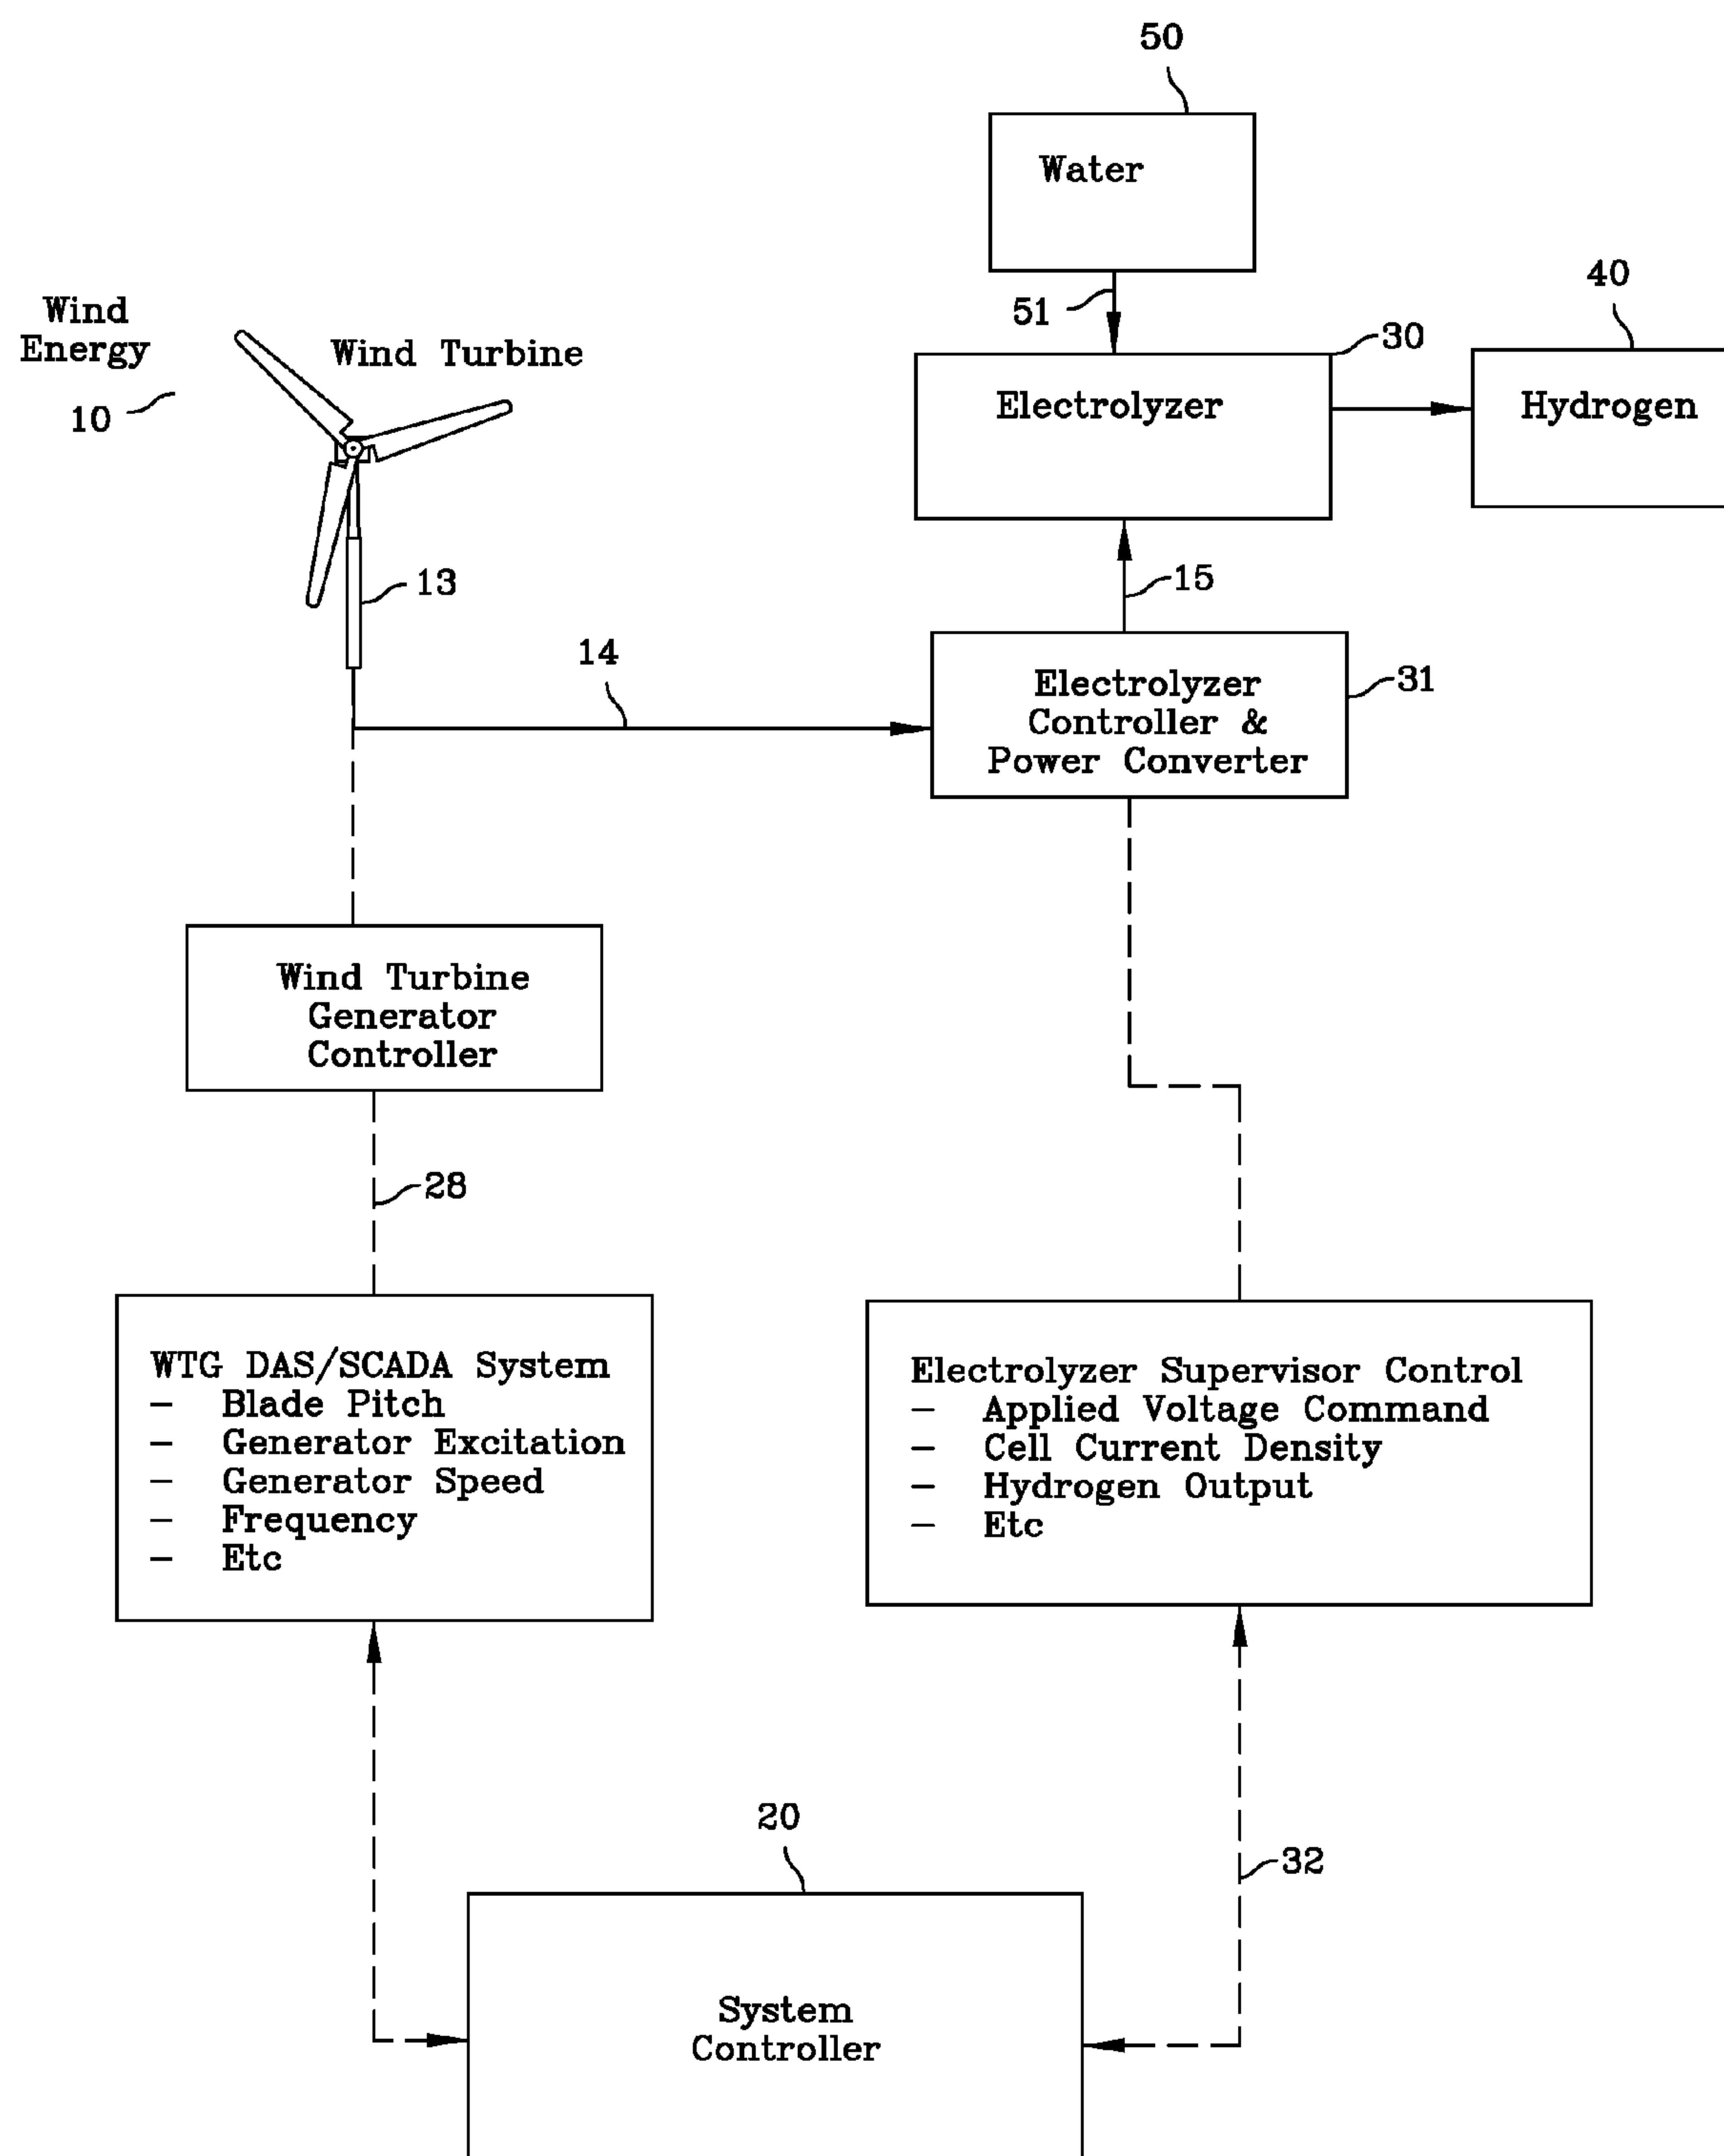 50
Water
51
40
Wind
Energy
10
Wind Turbine
30
Electrolyzer
Hydrogen
13
15
14
Electrolyzer
Controller &
Power Converter
31
Wind Turbine
Generator
Controller
28
WTG DAS/SCADA System
- Blade Pitch
- Generator Excitation
- Generator Speed
- Frequency
- Etc
Electrolyzer Supervisor Control
- Applied Voltage Command
- Cell Current Density
- Hydrogen Output
- Etc
20
32
System
Controller